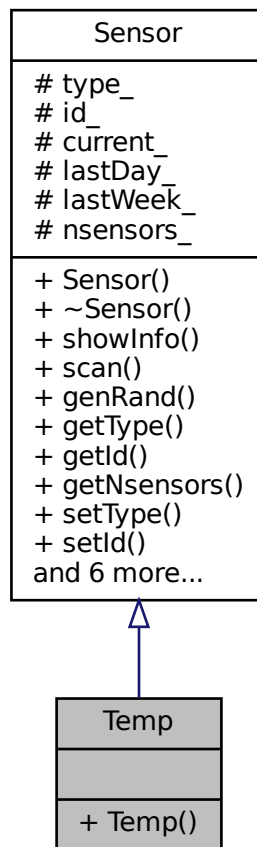 Sensor
# type_
# id_
# current_
# lastDay_
# lastWeek_
# nsensors_
+ Sensor()
+ ~Sensor()
+ showInfo()
+ scan()
+ genRand()
+ getType()
+ getId()
+ getNsensors()
+ setType()
+ setId()
and 6 more...
Temp
+ Temp()